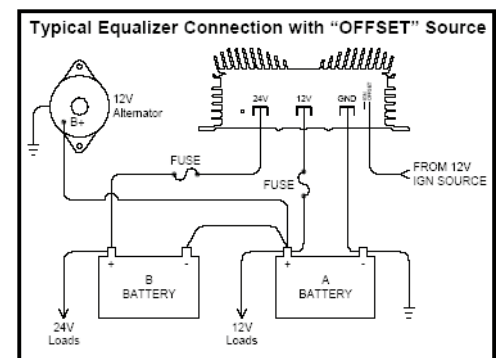 Typical Equalizer Connection with “OFFSET” Source
24V 12V GND
12V
Alternator
B+
FUSE
FUSE
FROM 12V
IGN SOURCE
+ -
B
BATTERY
+ -
A
BATTERY
24V
Loads
12V
Loads